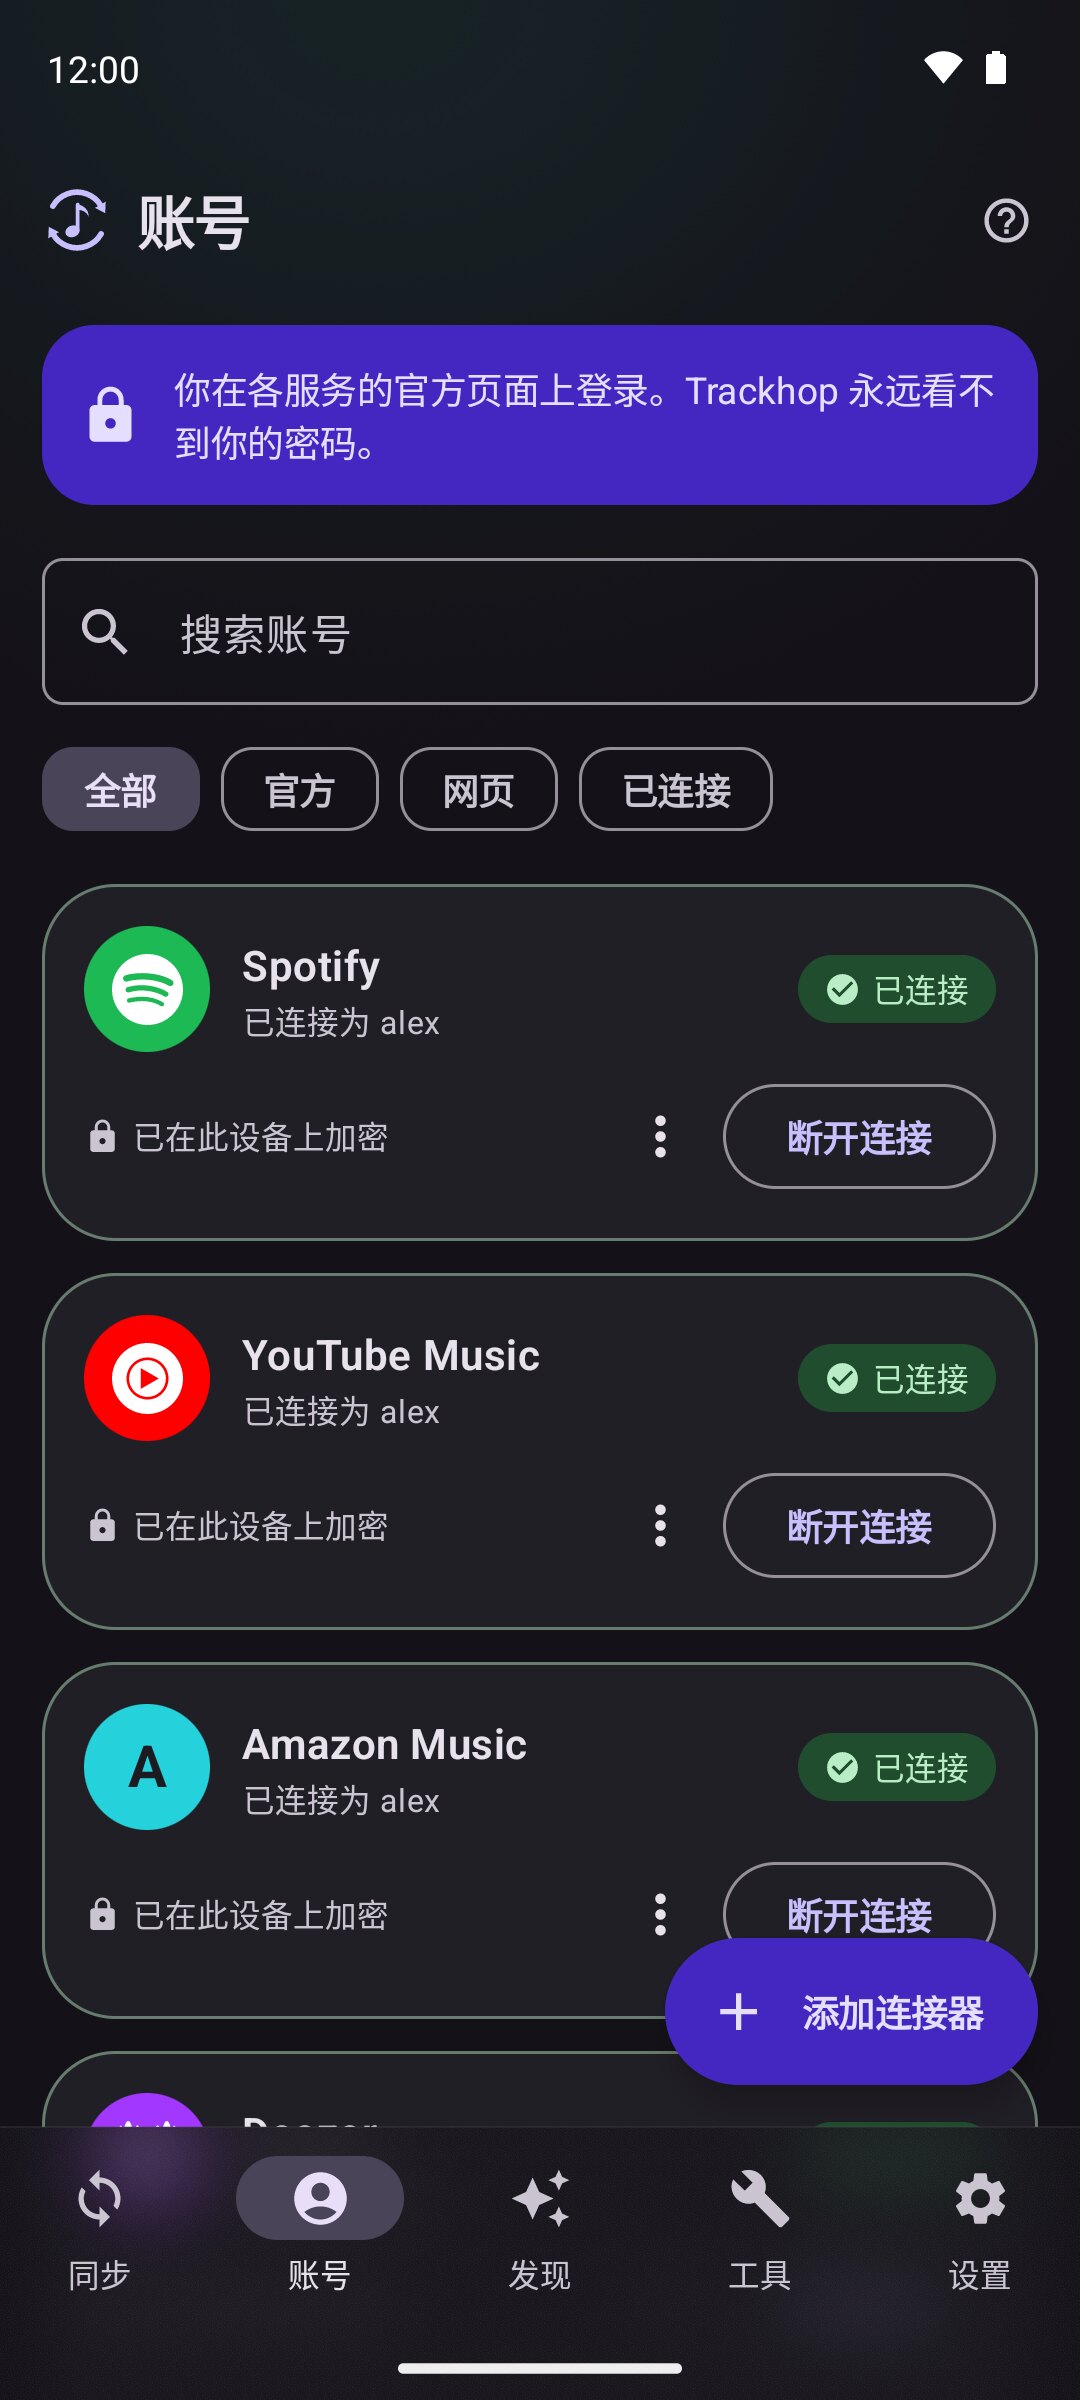 12:00
账号
你在各服务的官方页面上登录。Trackhop 永远看不
到你的密码。
搜索账号
全部
官方
网页
已连接
Spotify
已连接为 alex
已连接
已在此设备上加密
断开连接
YouTube Music
已连接为 alex
已连接
已在此设备上加密
断开连接
A
Amazon Music
已连接为 alex
已连接
已在此设备上加密
断开连接
添加连接器
同步
账号
发现
工具
设置